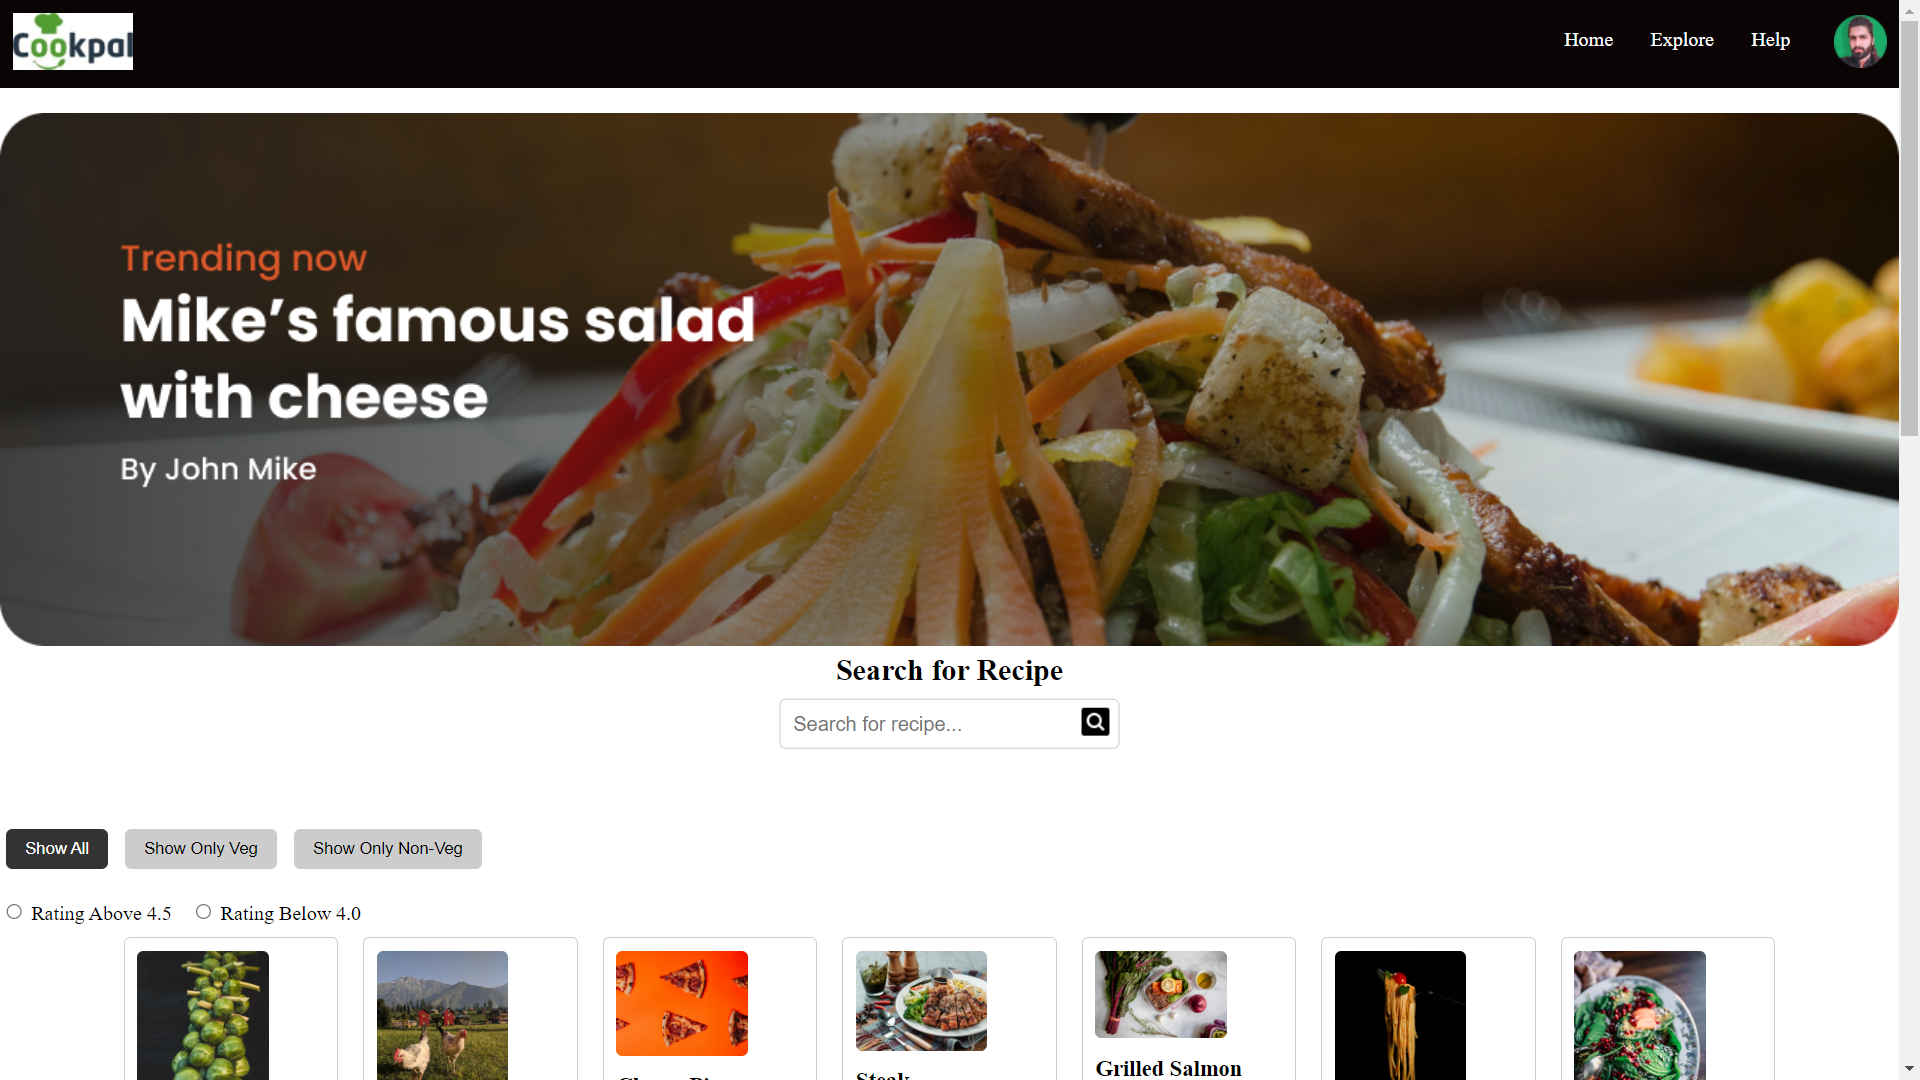 Cookpal
Home
Explore
Help
Trending now
Mike’s famous salad
with cheese
By John Mike
Search for Recipe
Search for recipe...
Show All
Show Only Veg
Show Only Non-Veg
Rating Above 4.5
Rating Below 4.0
Steak
Grilled Salmon